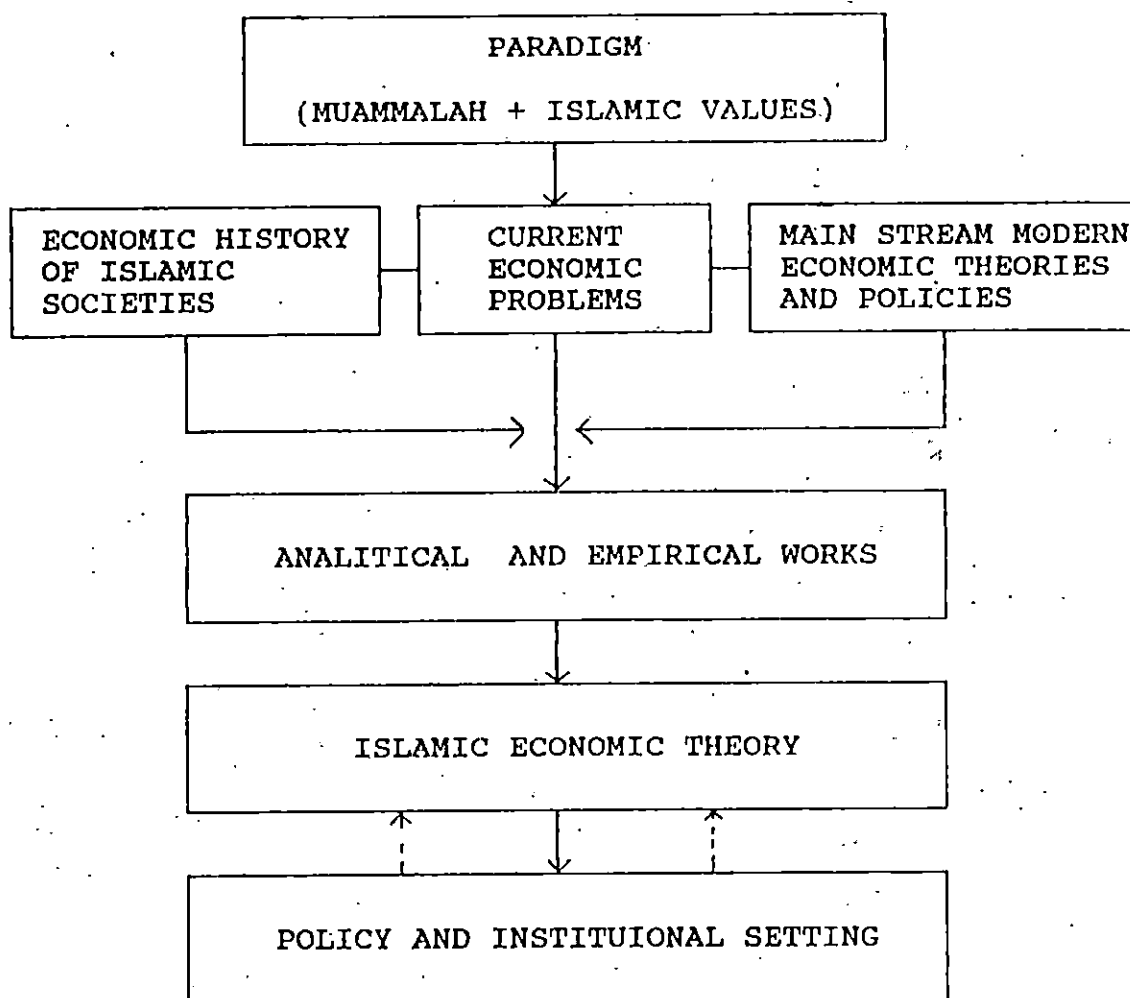 PARADIGM
(MUAMMALAH + ISLAMIC VALUES)
ECONOMIC HISTORY
OF ISLAMIC
SOCIETIES
CURRENT
ECONOMIC
PROBLEMS
MAIN STREAM MODERN
ECONOMIC THEORIES
AND POLICIES
ANALITICAL AND EMPIRICAL WORKS
ISLAMIC ECONOMIC THEORY
POLICY AND INSTITUIONAL SETTING